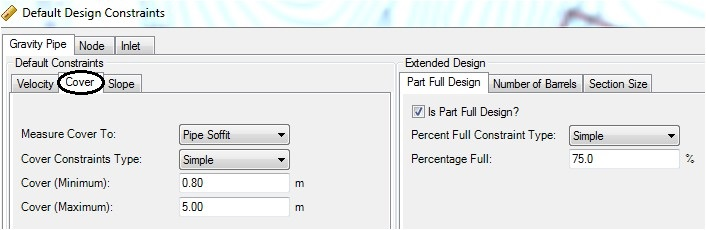 Default Design Constraints
Gravity Pipe Node Inlet
Default Constraints
Velocity Cover Slope
Measure Cover To: Pipe Soffit
Cover Constraints Type: Simple
Cover (Minimum): 0.80 m
Cover (Maximum): 5.00 m
Extended Design
Part Full Design Number of Barrels Section Size
Is Part Full Design?
Percent Full Constraint Type: Simple
Percentage Full: 75.0 %